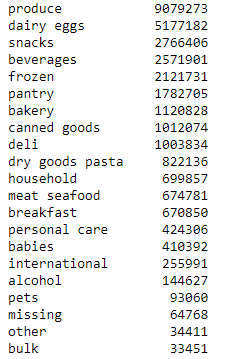 produce 9079273
dairy eggs 5177182
snacks 2766406
beverages 2571901
frozen 2121731
pantry 1782705
bakery 1120828
canned goods 1012074
deli 1003834
dry goods pasta 822136
household 699857
meat seafood 674781
breakfast 670850
personal care 424306
babies 410392
international 255991
alcohol 144627
pets 93060
missing 64768
other 34411
bulk 33451